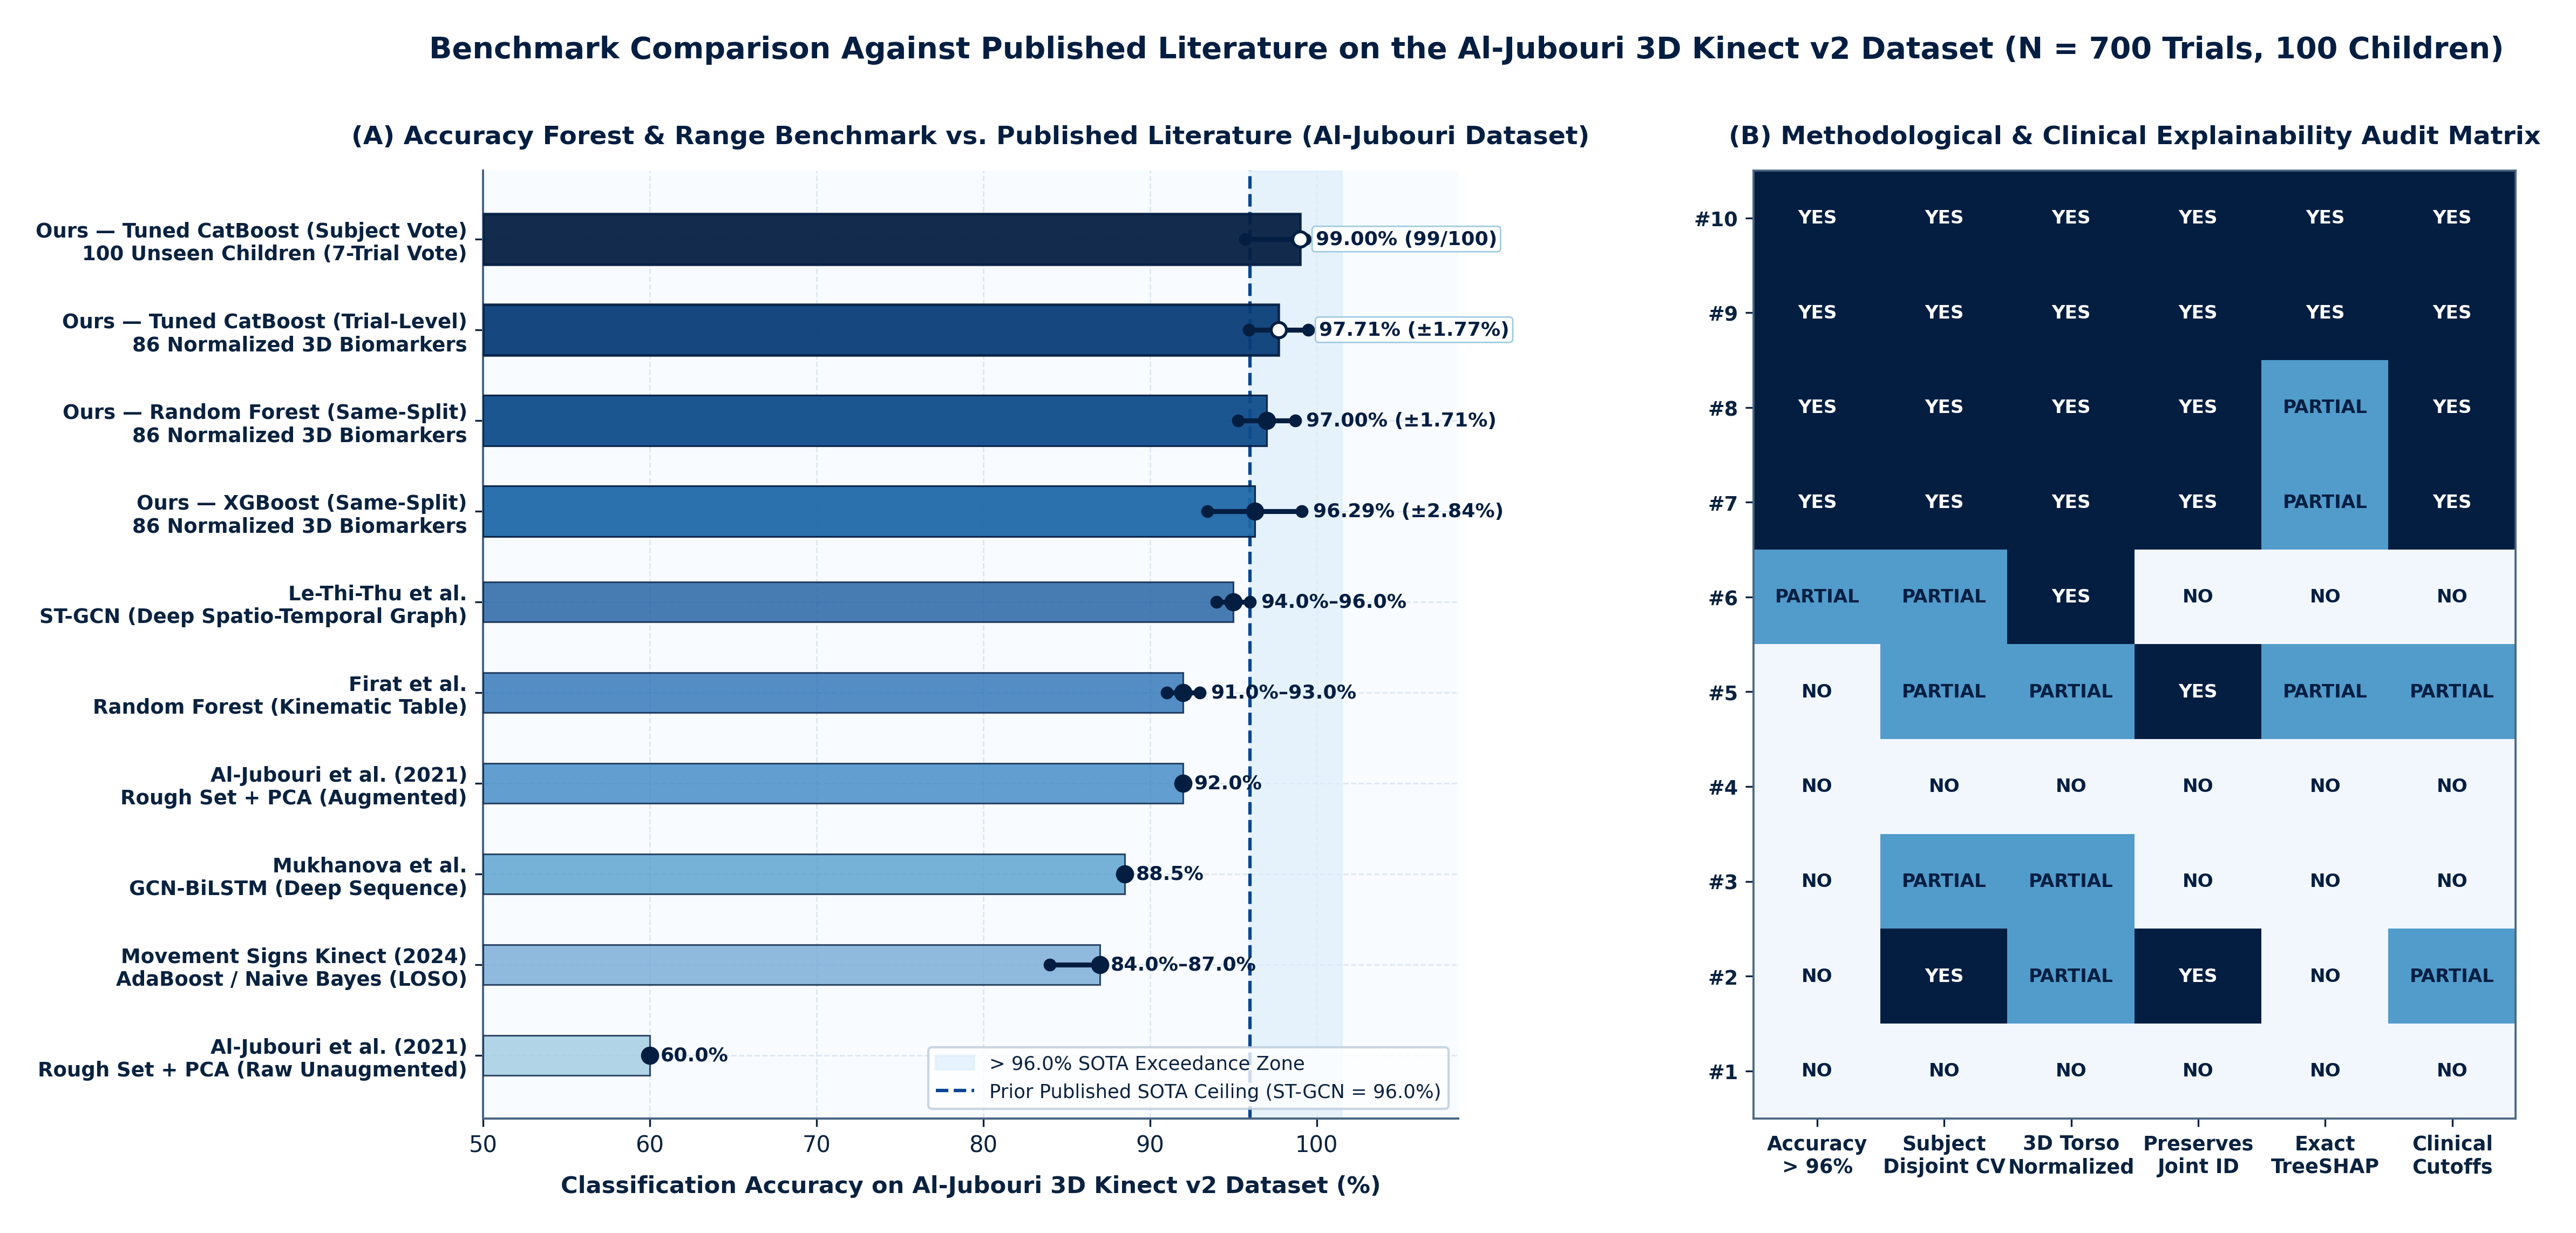 Benchmark Comparison Against Published Literature on the Al-Jubouri 3D Kinect v2 Dataset (N = 700 Trials, 100 Children)
(A) Accuracy Forest & Range Benchmark vs. Published Literature (Al-Jubouri Dataset)
Ours — Tuned CatBoost (Subject Vote)
100 Unseen Children (7-Trial Vote)
99.00% (99/100)
Ours — Tuned CatBoost (Trial-Level)
86 Normalized 3D Biomarkers
97.71% (±1.77%)
Ours — Random Forest (Same-Split)
86 Normalized 3D Biomarkers
97.00% (±1.71%)
Ours — XGBoost (Same-Split)
86 Normalized 3D Biomarkers
96.29% (±2.84%)
Le-Thi-Thu et al.
ST-GCN (Deep Spatio-Temporal Graph)
94.0%–96.0%
Firat et al.
Random Forest (Kinematic Table)
91.0%–93.0%
Al-Jubouri et al. (2021)
Rough Set + PCA (Augmented)
92.0%
Mukhanova et al.
GCN-BiLSTM (Deep Sequence)
88.5%
Movement Signs Kinect (2024)
AdaBoost / Naive Bayes (LOSO)
84.0%–87.0%
Al-Jubouri et al. (2021)
Rough Set + PCA (Raw Unaugmented)
60.0%
> 96.0% SOTA Exceedance Zone
Prior Published SOTA Ceiling (ST-GCN = 96.0%)
50 60 70 80 90 100
Classification Accuracy on Al-Jubouri 3D Kinect v2 Dataset (%)
(B) Methodological & Clinical Explainability Audit Matrix
#10 YES YES YES YES YES YES
#9 YES YES YES YES YES YES
#8 YES YES YES YES PARTIAL YES
#7 YES YES YES YES PARTIAL YES
#6 PARTIAL PARTIAL YES NO NO NO
#5 NO PARTIAL PARTIAL YES PARTIAL PARTIAL
#4 NO NO NO NO NO NO
#3 NO PARTIAL PARTIAL NO NO NO
#2 NO YES PARTIAL YES NO PARTIAL
#1 NO NO NO NO NO NO
Accuracy Subject 3D Torso Preserves Exact Clinical
> 96% Disjoint CV Normalized Joint ID TreeSHAP Cutoffs